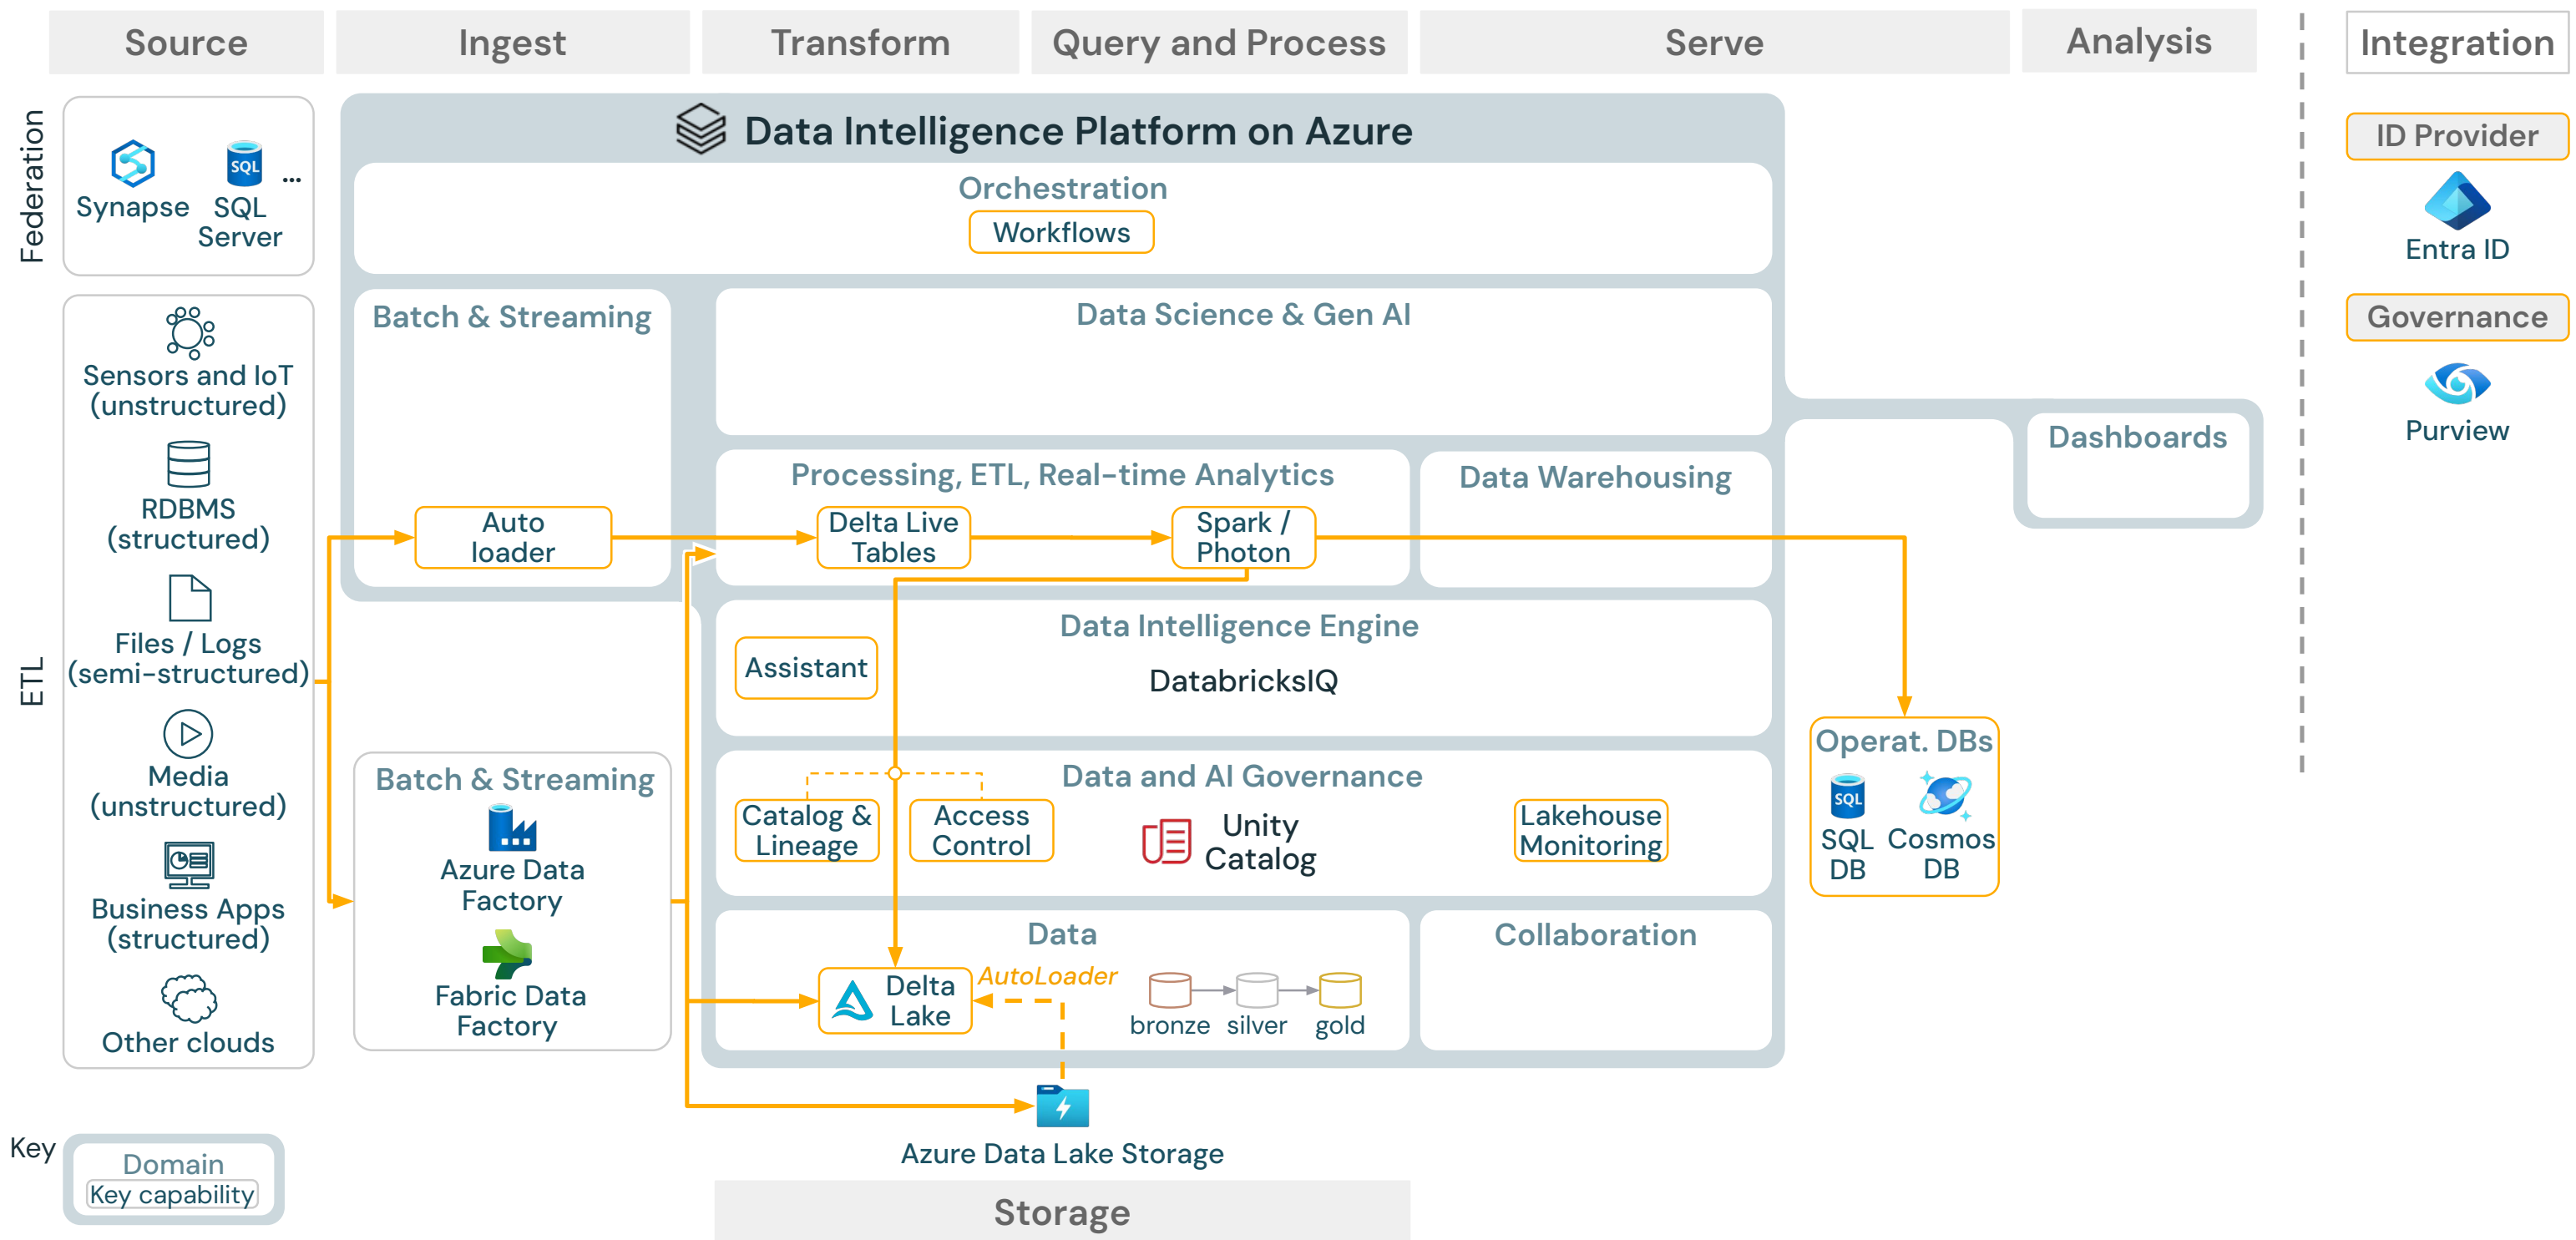 Source
Ingest
Transform
Query and Process
Serve
Analysis
Integration
Federation
Synapse
SQL
SQL
Server
...
Data Intelligence Platform on Azure
Orchestration
Workflows
ID Provider
Entra ID
Governance
Purview
ETL
Sensors and IoT
(unstructured)
RDBMS
(structured)
Files / Logs
(semi-structured)
Media
(unstructured)
Business Apps
(structured)
Other clouds
Batch & Streaming
Auto
loader
Data Science & Gen AI
Processing, ETL, Real-time Analytics
Delta Live
Tables
Spark /
Photon
Data Warehousing
Dashboards
Data Intelligence Engine
Assistant
DatabricksIQ
Batch & Streaming
Azure Data
Factory
Fabric Data
Factory
Data and AI Governance
Catalog &
Lineage
Access
Control
Unity
Catalog
Lakehouse
Monitoring
Operat. DBs
SQL
SQL
DB
Cosmos
DB
Data
Delta
Lake
AutoLoader
bronze
silver
gold
Collaboration
Azure Data Lake Storage
Storage
Key
Domain
Key capability